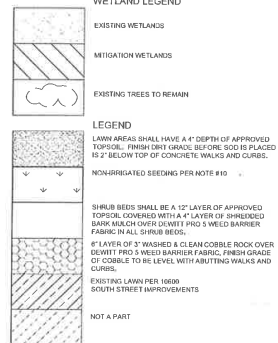 WETLAND LEGEND
EXISTING WETLANDS
MITIGATION WETLANDS
EXISTING TREES TO REMAIN
LEGEND
LAWN AREAS SHALL HAVE A 4" DEPTH OF APPROVED
TOPSOIL. FINISH DIRT GRADE BEFORE SOD IS PLACED
IS 2" BELOW TOP OF CONCRETE WALKS AND CURBS.
NON-IRRIGATED SEEDING PER NOTE #10
SHRUB BEDS SHALL BE A 12" LAYER OF APPROVED
TOPSOIL COVERED WITH A 4" LAYER OF SHREDDED
BARK MULCH OVER DEWITT PRO 5 WEED BARRIER
FABRIC IN ALL SHRUB BEDS.
6" LAYER OF 3" WASHED & CLEAN COBBLE ROCK OVER
DEWITT PRO 5 WEED BARRIER FABRIC, FINISH GRADE
OF COBBLE TO BE LEVEL WITH ABUTTING WALKS AND
CURBS.
EXISTING LAWN PER 10600
SOUTH STREET IMPROVEMENTS
NOT A PART